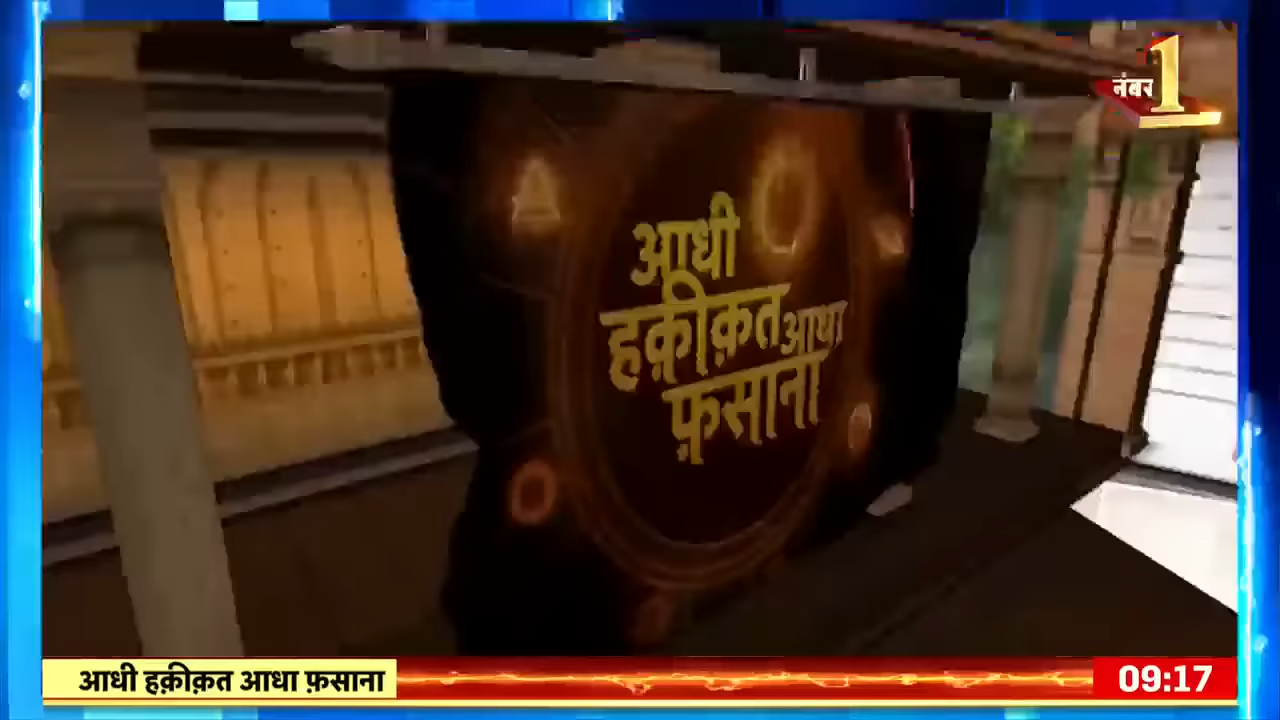 नंबर 1
आधी
हक़ीक़त आधा
फ़साना
आधी हक़ीक़त आधा फ़साना
09:17